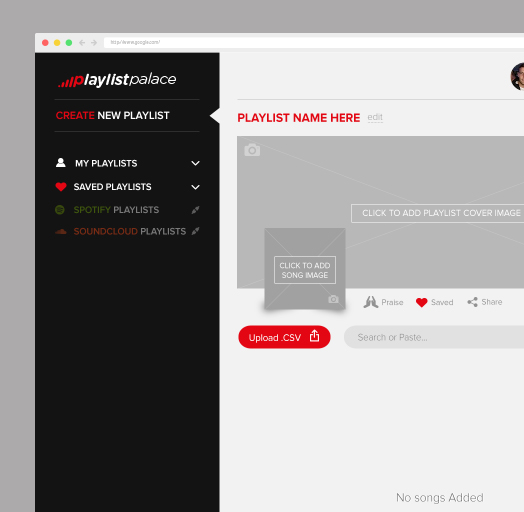 http://www.google.com/
playlistpalace
CREATE NEW PLAYLIST
MY PLAYLISTS
SAVED PLAYLISTS
SPOTIFY PLAYLISTS
SOUNDCLOUD PLAYLISTS
PLAYLIST NAME HERE edit
CLICK TO ADD PLAYLIST COVER IMAGE
CLICK TO ADD
SONG IMAGE
Praise Saved Share
Upload .CSV Search or Paste...
No songs Added